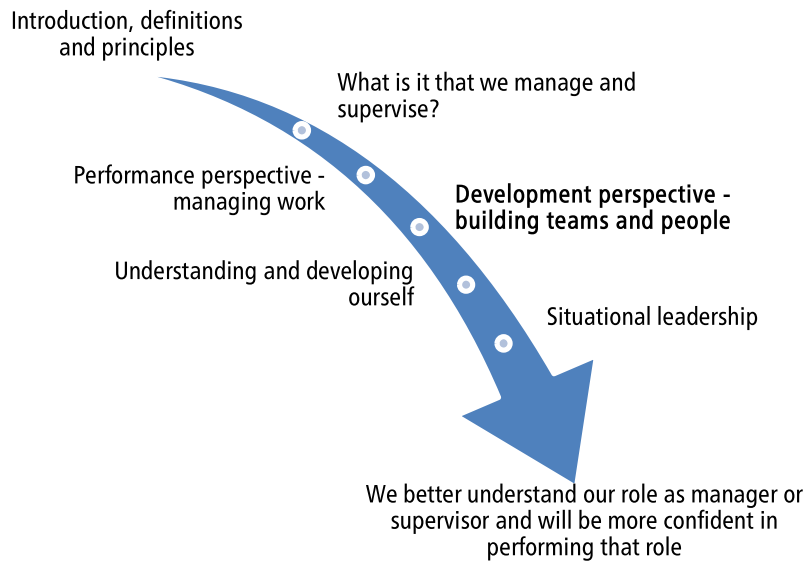 Introduction, definitions
and principles
What is it that we manage and
supervise?
Performance perspective -
managing work
Development perspective -
building teams and people
Understanding and developing
ourself
Situational leadership
We better understand our role as manager or
supervisor and will be more confident in
performing that role